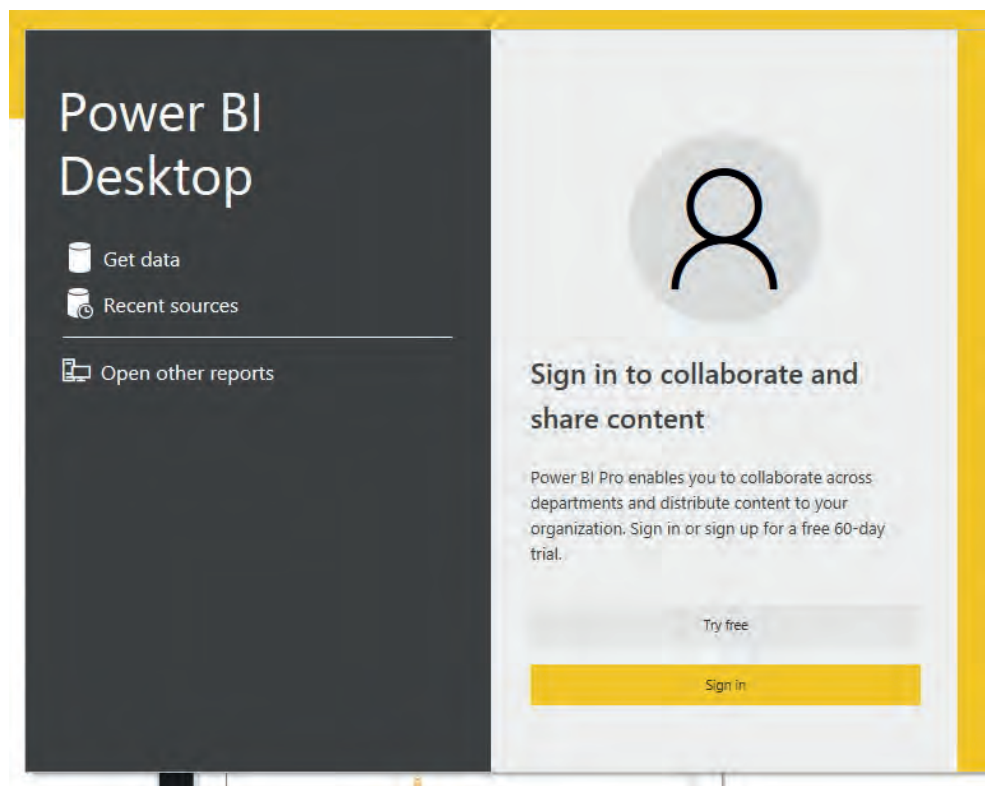 Power BI
Desktop
Get data
Recent sources
Open other reports
Sign in to collaborate and
share content
Power BI Pro enables you to collaborate across
departments and distribute content to your
organization. Sign in or sign up for a free 60-day
trial.
Try free
Sign in